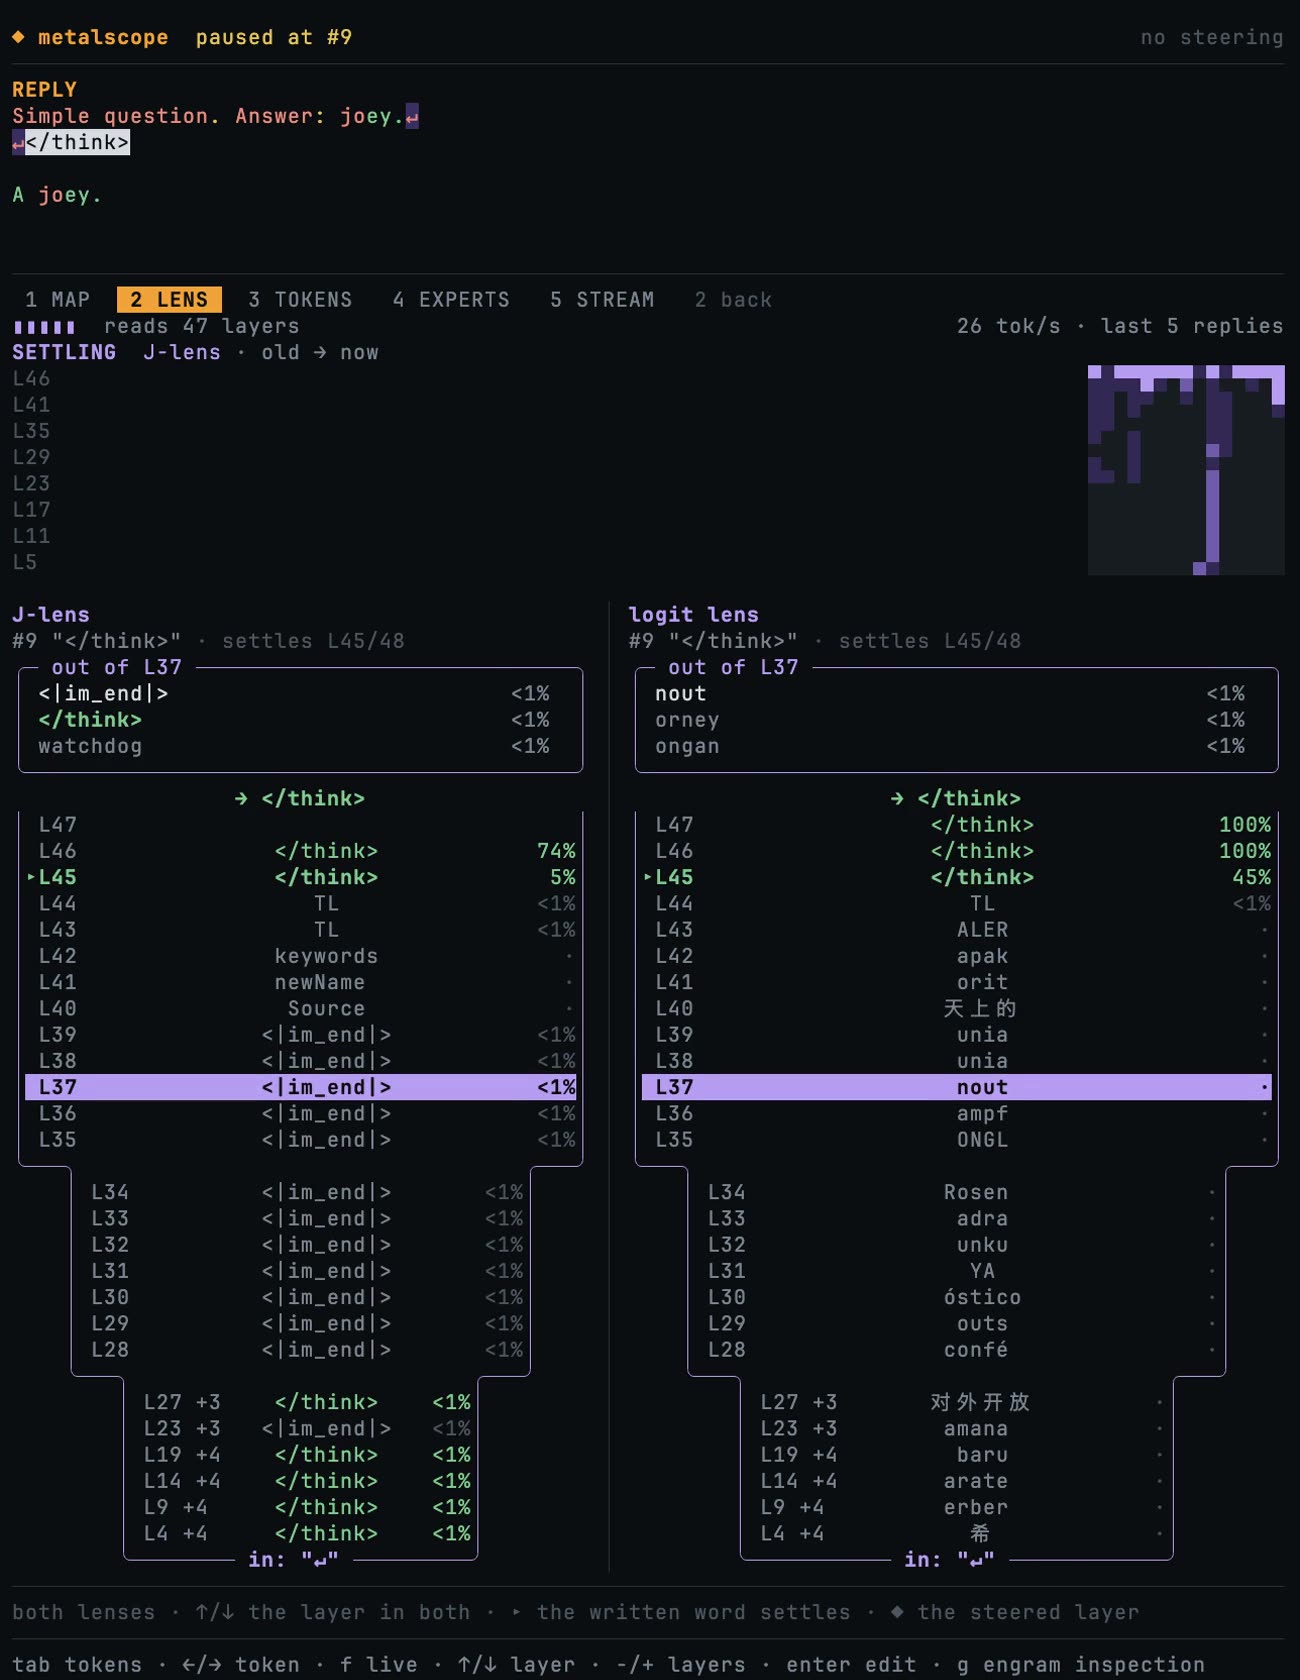 ◆ metalscope  paused at #9  no steering
REPLY
Simple question. Answer: joey.↵
↵</think>
A joey.
1 MAP  2 LENS  3 TOKENS  4 EXPERTS  5 STREAM  2 back
▮▮▮▮▮ reads 47 layers  26 tok/s · last 5 replies
SETTLING  J-lens · old → now
L46
L41
L35
L29
L23
L17
L11
L5
J-lens
#9 "</think>" · settles L45/48
out of L37
<|im_end|>  <1%
</think>  <1%
watchdog  <1%
→ </think>
L47
L46  </think>  74%
▸L45  </think>  5%
L44  TL  <1%
L43  TL  <1%
L42  keywords  ·
L41  newName  ·
L40  Source  ·
L39  <|im_end|>  <1%
L38  <|im_end|>  <1%
L37  <|im_end|>  <1%
L36  <|im_end|>  <1%
L35  <|im_end|>  <1%
L34  <|im_end|>  <1%
L33  <|im_end|>  <1%
L32  <|im_end|>  <1%
L31  <|im_end|>  <1%
L30  <|im_end|>  <1%
L29  <|im_end|>  <1%
L28  <|im_end|>  <1%
L27 +3  </think>  <1%
L23 +3  <|im_end|>  <1%
L19 +4  </think>  <1%
L14 +4  </think>  <1%
L9 +4  </think>  <1%
L4 +4  </think>  <1%
in: "↵"
logit lens
#9 "</think>" · settles L45/48
out of L37
nout  <1%
orney  <1%
ongan  <1%
→ </think>
L47  </think>  100%
L46  </think>  100%
▸L45  </think>  45%
L44  TL  <1%
L43  ALER  ·
L42  apak  ·
L41  orit  ·
L40  天上的  ·
L39  unia  ·
L38  unia  ·
L37  nout  ·
L36  ampf  ·
L35  ONGL  ·
L34  Rosen  ·
L33  adra  ·
L32  unku  ·
L31  YA  ·
L30  óstico  ·
L29  outs  ·
L28  confé  ·
L27 +3  对外开放  ·
L23 +3  amana  ·
L19 +4  baru  ·
L14 +4  arate  ·
L9 +4  erber  ·
L4 +4  希  ·
in: "↵"
both lenses · ↑/↓ the layer in both · ▸ the written word settles · ◆ the steered layer
tab tokens · ←/→ token · f live · ↑/↓ layer · -/+ layers · enter edit · g engram inspection